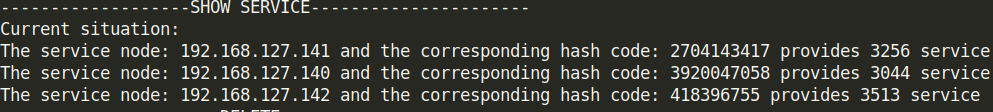 -------------------SHOW SERVICE----------------------
Current situation:
The service node: 192.168.127.141 and the corresponding hash code: 2704143417 provides 3256 service
The service node: 192.168.127.140 and the corresponding hash code: 3920047058 provides 3044 service
The service node: 192.168.127.142 and the corresponding hash code: 418396755 provides 3513 service